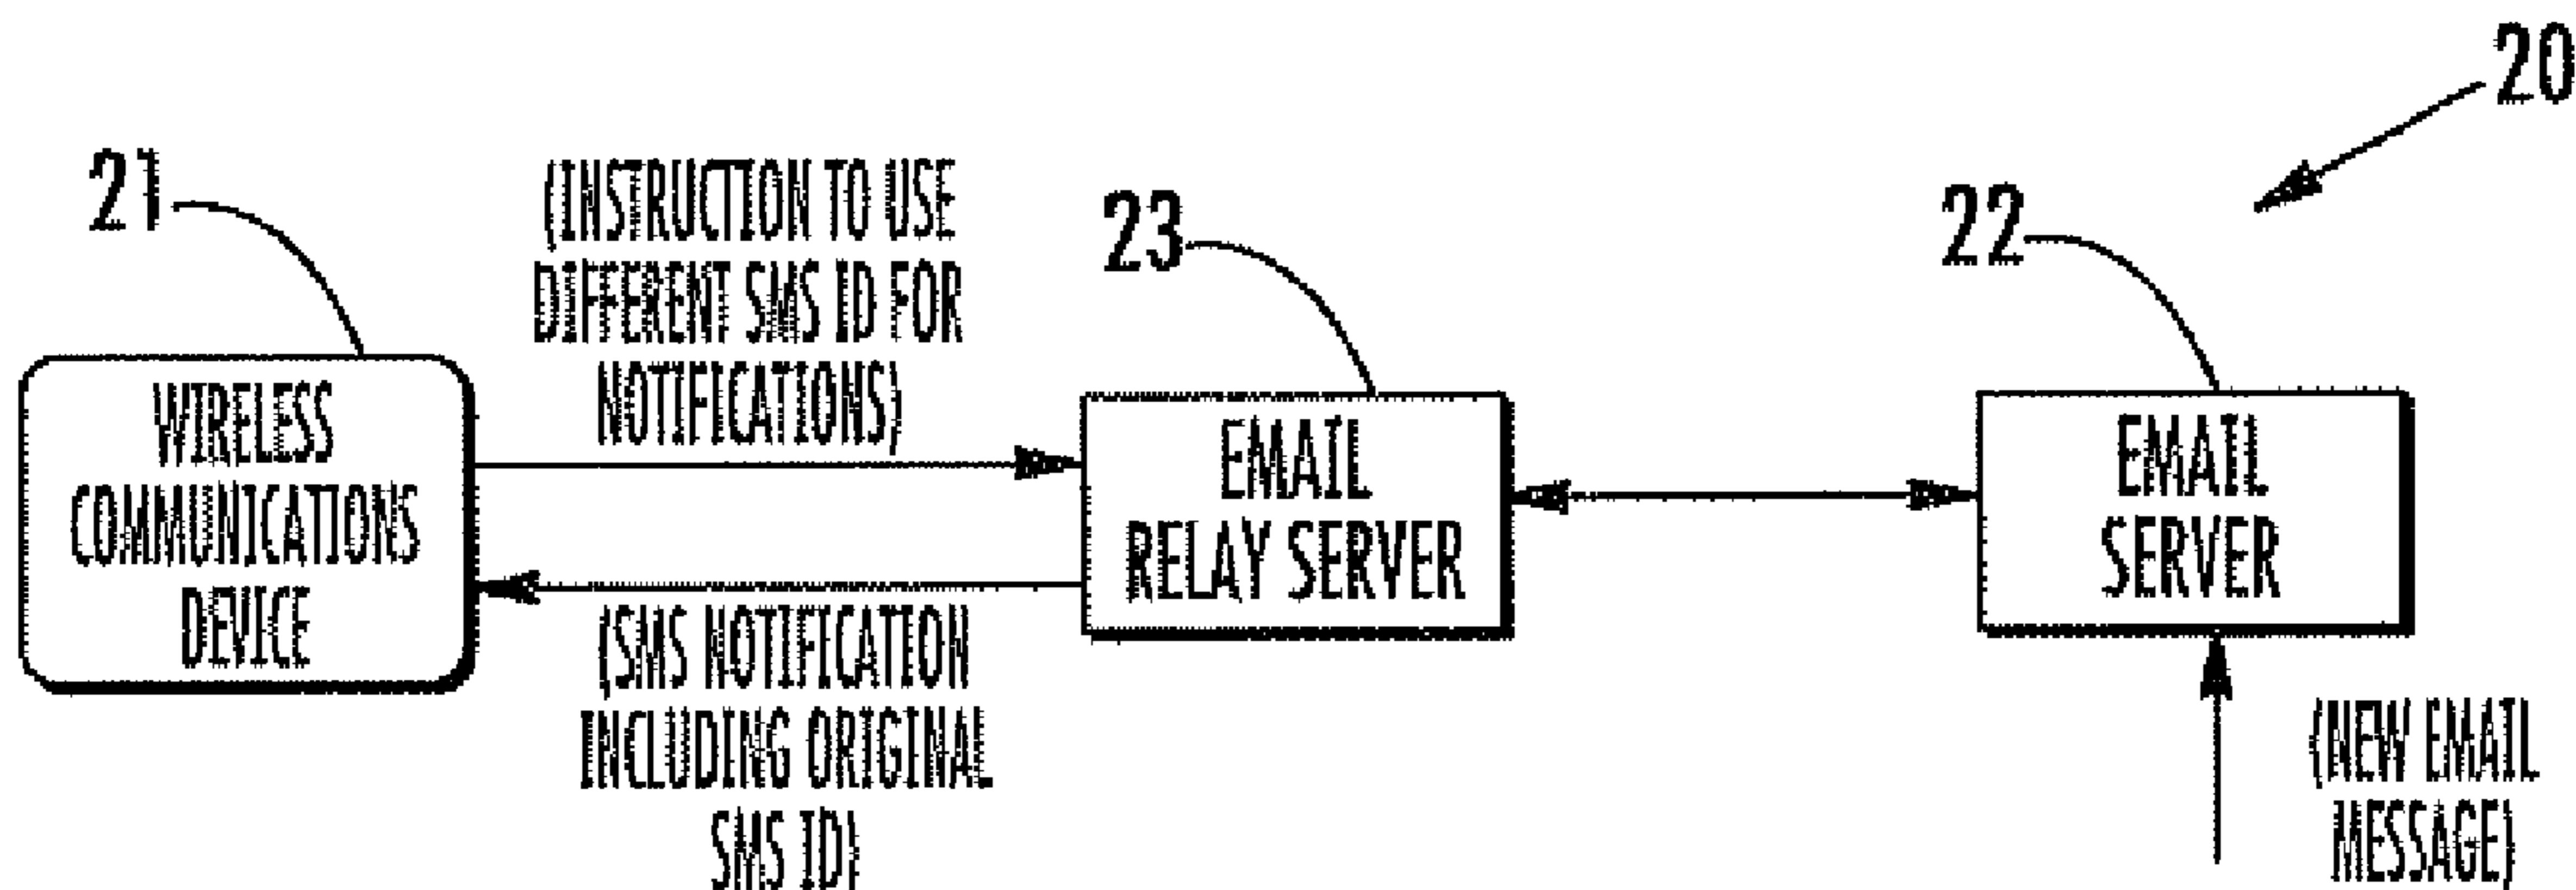 20
21
(INSTRUCTION TO USE
DIFFERENT SMS ID FOR
NOTIFICATIONS)
23
22
WIRELESS
COMMUNICATIONS
DEVICE
EMAIL
RELAY SERVER
EMAIL
SERVER
(SMS NOTIFICATION
INCLUDING ORIGINAL
SMS ID)
(NEW EMAIL
MESSAGE)